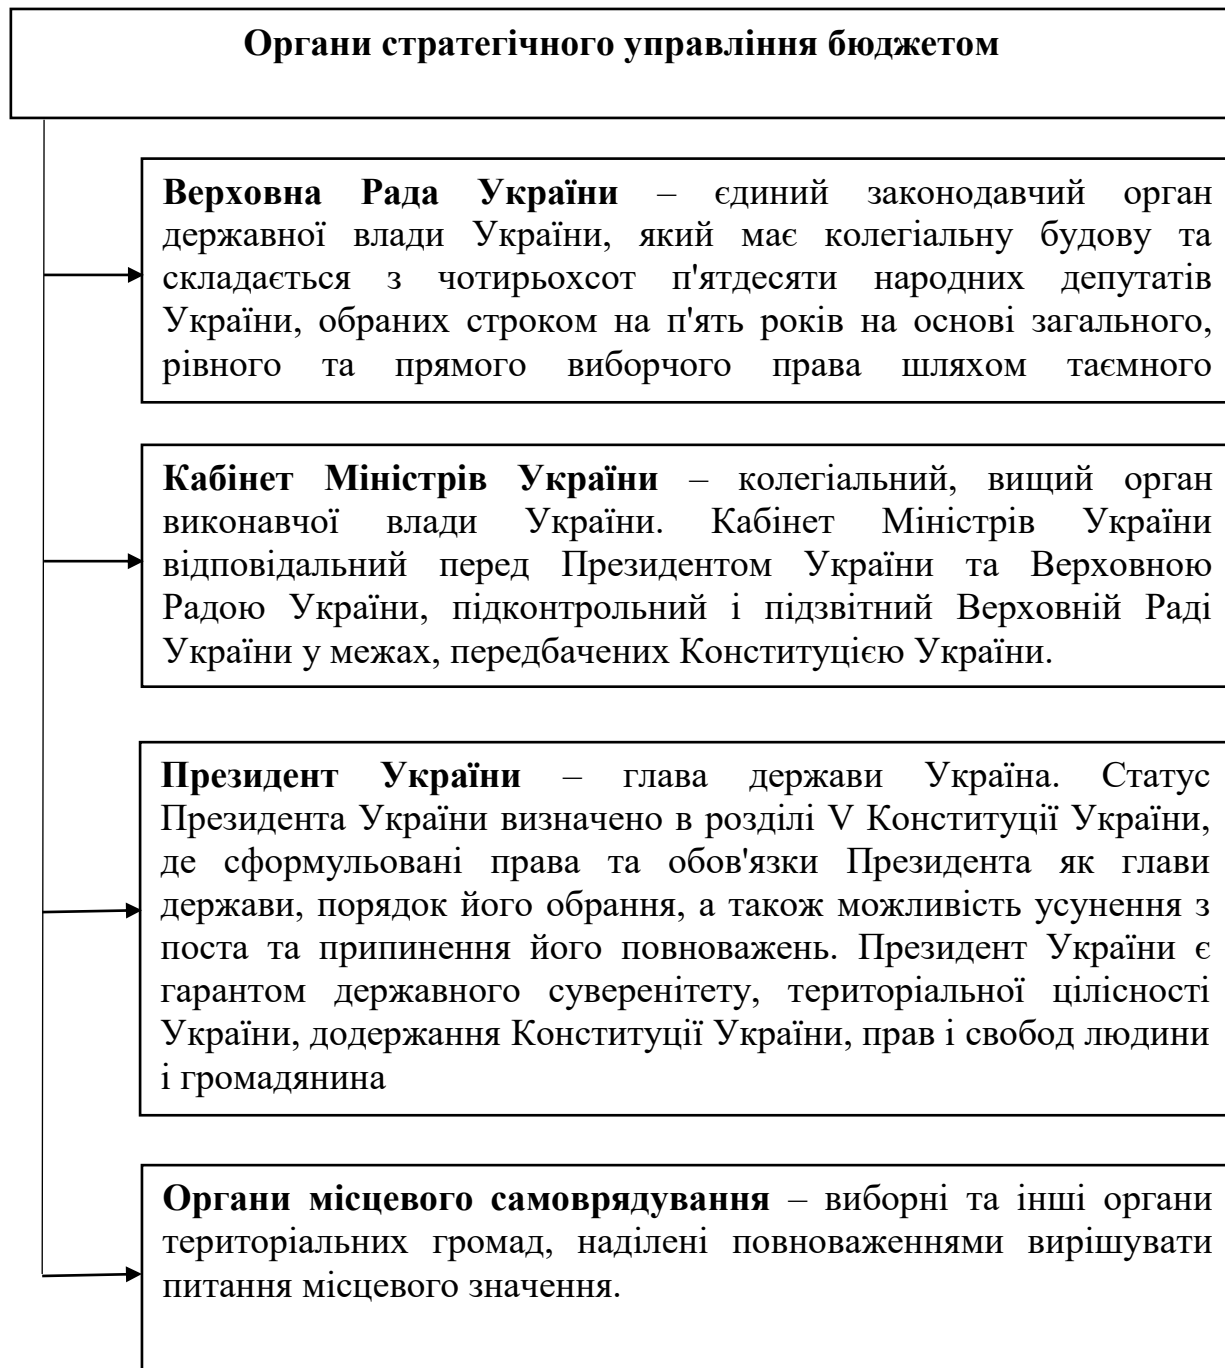 Органи стратегічного управління бюджетом
Верховна Рада України – єдиний законодавчий орган
державної влади України, який має колегіальну будову та
складається з чотирьохсот п'ятдесяти народних депутатів
України, обраних строком на п'ять років на основі загального,
рівного та прямого виборчого права шляхом таємного
Кабінет Міністрів України – колегіальний, вищий орган
виконавчої влади України. Кабінет Міністрів України
відповідальний перед Президентом України та Верховною
Радою України, підконтрольний і підзвітний Верховній Раді
України у межах, передбачених Конституцією України.
Президент України – глава держави Україна. Статус
Президента України визначено в розділі V Конституції України,
де сформульовані права та обов'язки Президента як глави
держави, порядок його обрання, а також можливість усунення з
поста та припинення його повноважень. Президент України є
гарантом державного суверенітету, територіальної цілісності
України, додержання Конституції України, прав і свобод людини
і громадянина
Органи місцевого самоврядування – виборні та інші органи
територіальних громад, наділені повноваженнями вирішувати
питання місцевого значення.